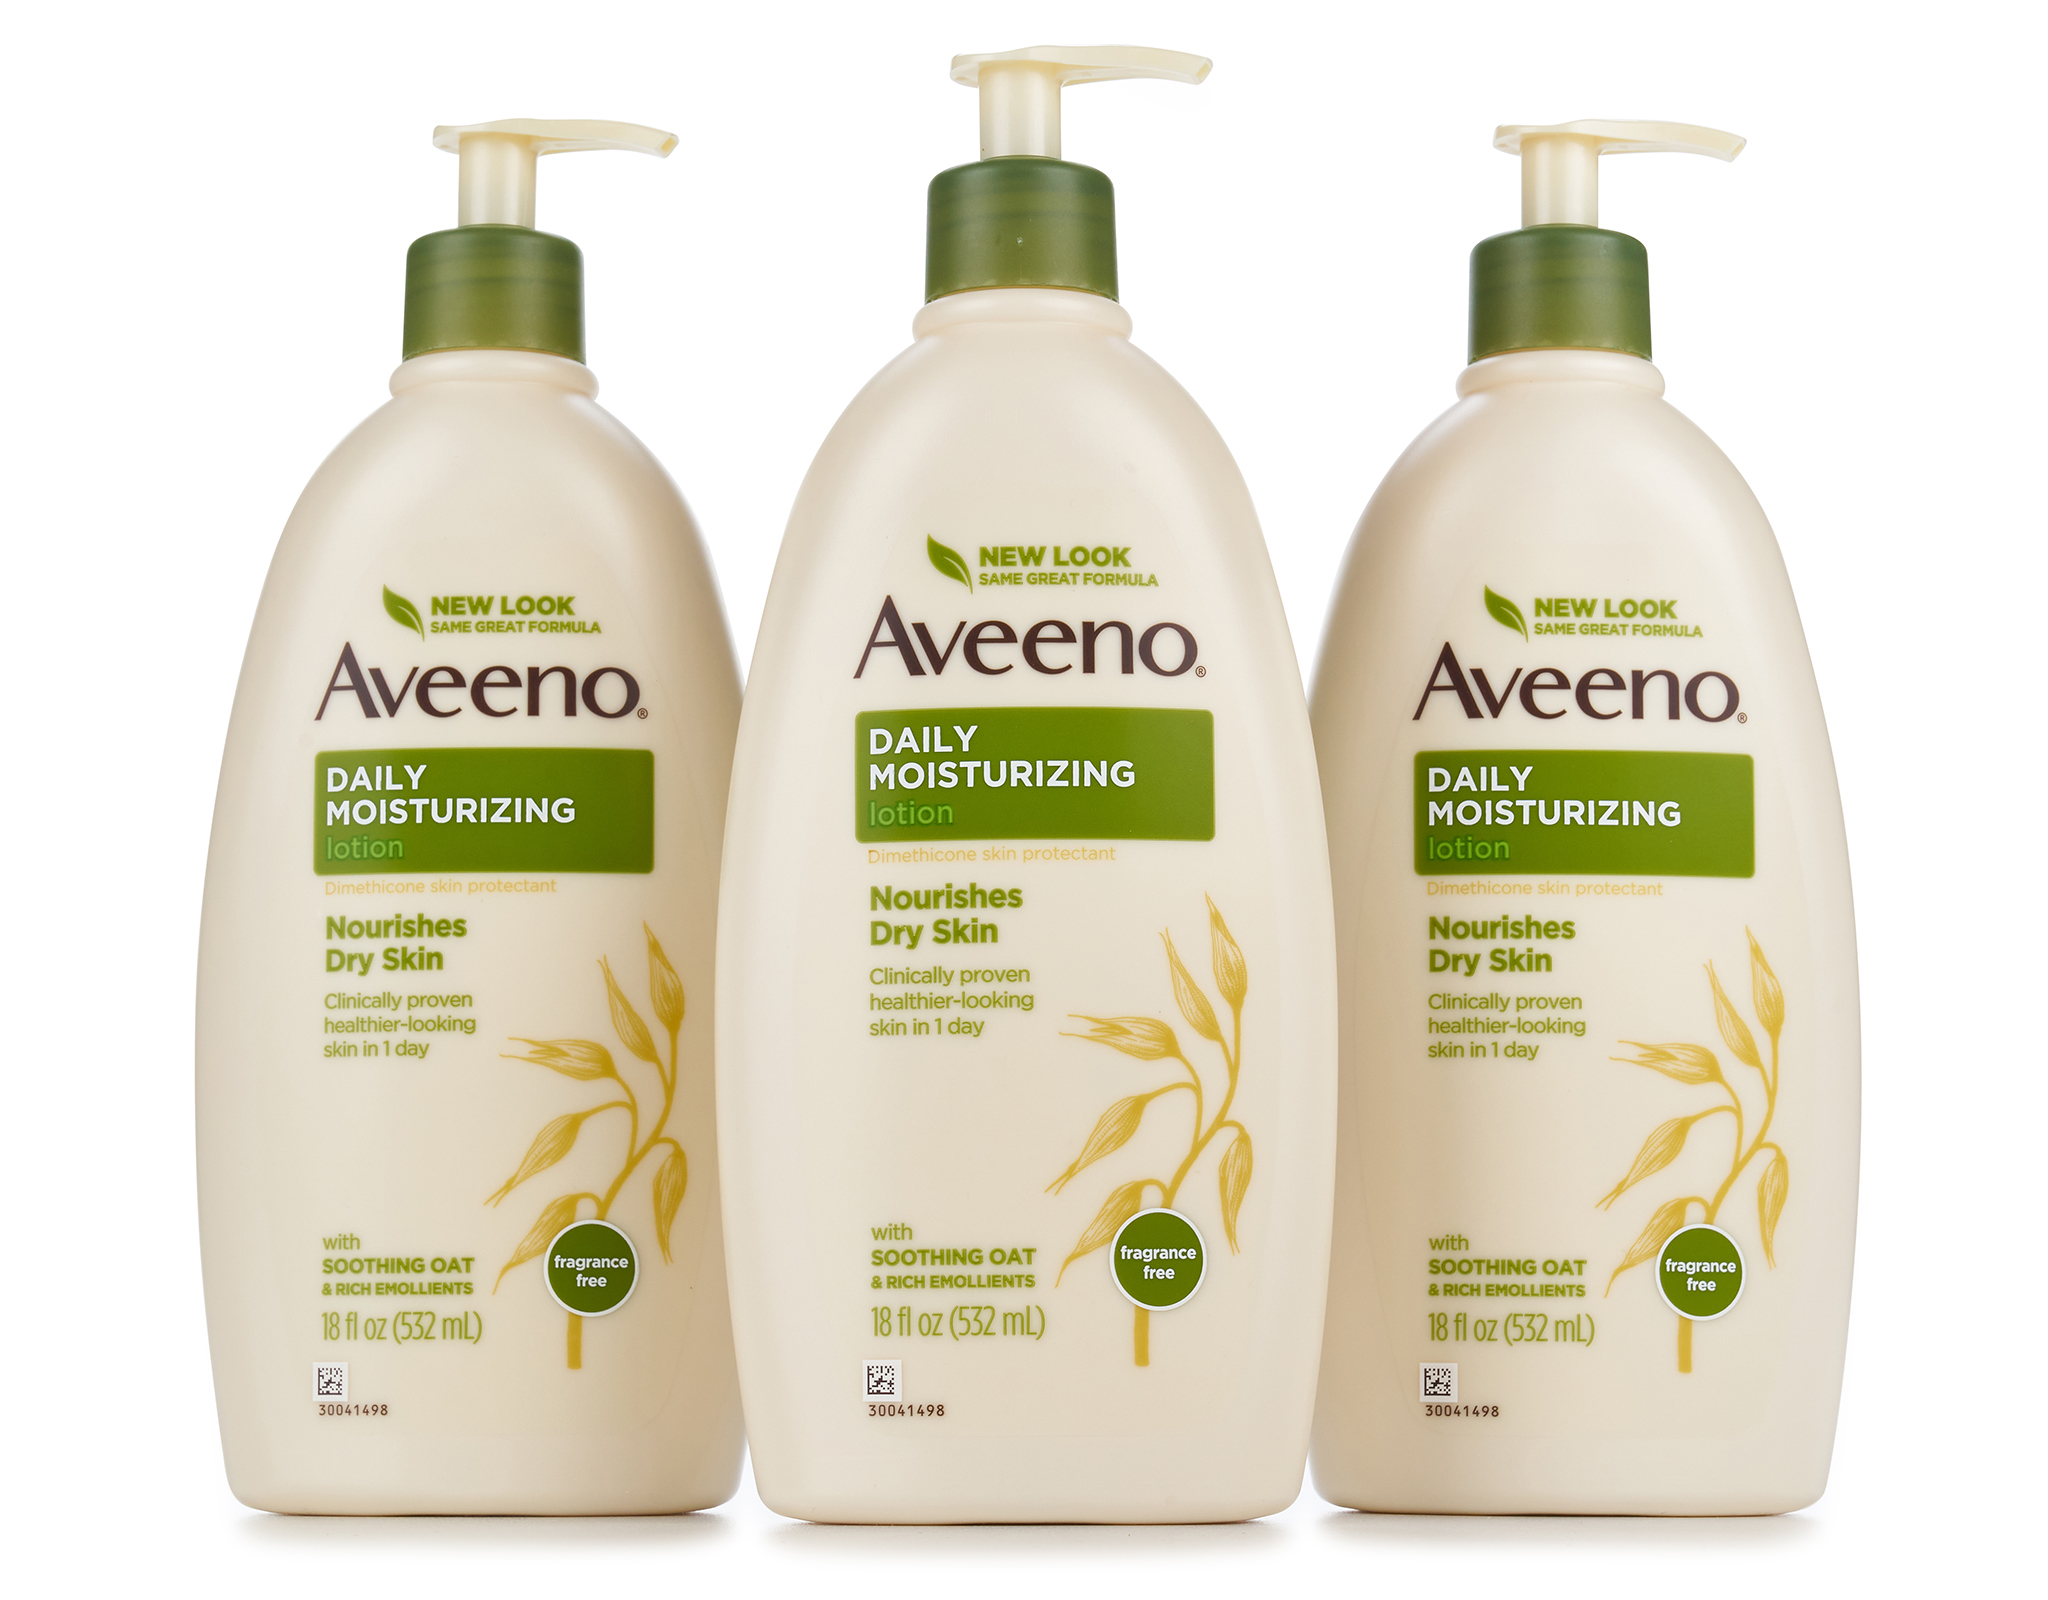 NEW LOOK
SAME GREAT FORMULA
Aveeno®
DAILY
MOISTURIZING
lotion
Dimethicone skin protectant
Nourishes
Dry Skin
Clinically proven
healthier-looking
skin in 1 day
with
SOOTHING OAT
& RICH EMOLLIENTS
18 fl oz (532 mL)
fragrance
free
30041498
NEW LOOK
SAME GREAT FORMULA
Aveeno®
DAILY
MOISTURIZING
lotion
Dimethicone skin protectant
Nourishes
Dry Skin
Clinically proven
healthier-looking
skin in 1 day
with
SOOTHING OAT
& RICH EMOLLIENTS
18 fl oz (532 mL)
fragrance
free
30041498
NEW LOOK
SAME GREAT FORMULA
Aveeno®
DAILY
MOISTURIZING
lotion
Dimethicone skin protectant
Nourishes
Dry Skin
Clinically proven
healthier-looking
skin in 1 day
with
SOOTHING OAT
& RICH EMOLLIENTS
18 fl oz (532 mL)
fragrance
free
30041498